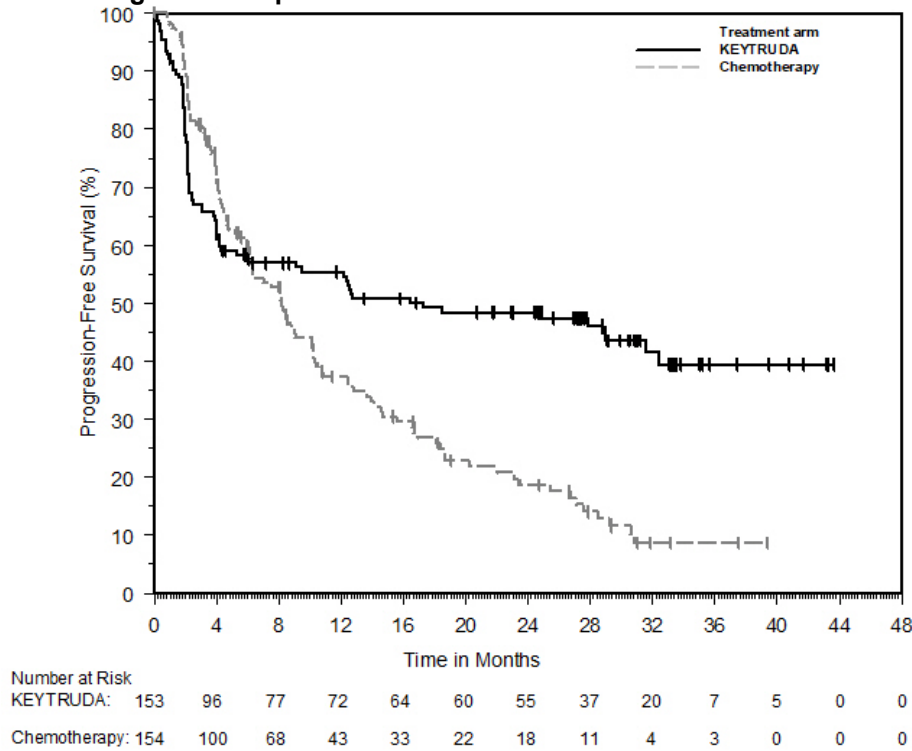 Treatment arm
KEYTRUDA
Chemotherapy
Progression-Free Survival (%)
100
90
80
70
60
50
40
30
20
10
0
0 4 8 12 16 20 24 28 32 36 40 44 48
Time in Months
Number at Risk
KEYTRUDA: 153 96 77 72 64 60 55 37 20 7 5 0 0
Chemotherapy: 154 100 68 43 33 22 18 11 4 3 0 0 0